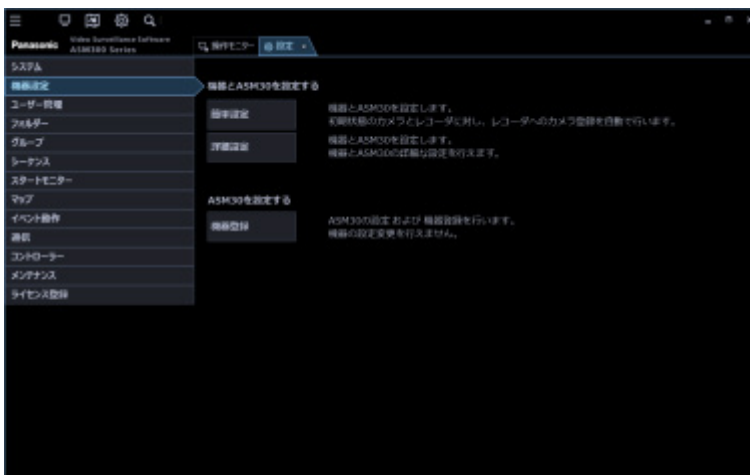 Panasonic
Video Surveillance Software
ASM300 Series
操作モニター
設定
システム
機器設定
ユーザー管理
フォルダー
グループ
シーケンス
スタートモニター
マップ
イベント動作
通信
コントローラー
メンテナンス
ライセンス登録
機器とASM30を設定する
簡単設定
機器とASM30を設定します。
初期状態のカメラとレコーダに対し、レコーダへのカメラ登録を自動で行います。
詳細設定
機器とASM30を設定します。
機器とASM30の詳細な設定を行えます。
ASM30を設定する
機器登録
ASM30の設定 および 機器登録を行います。
機器の設定変更を行えません。